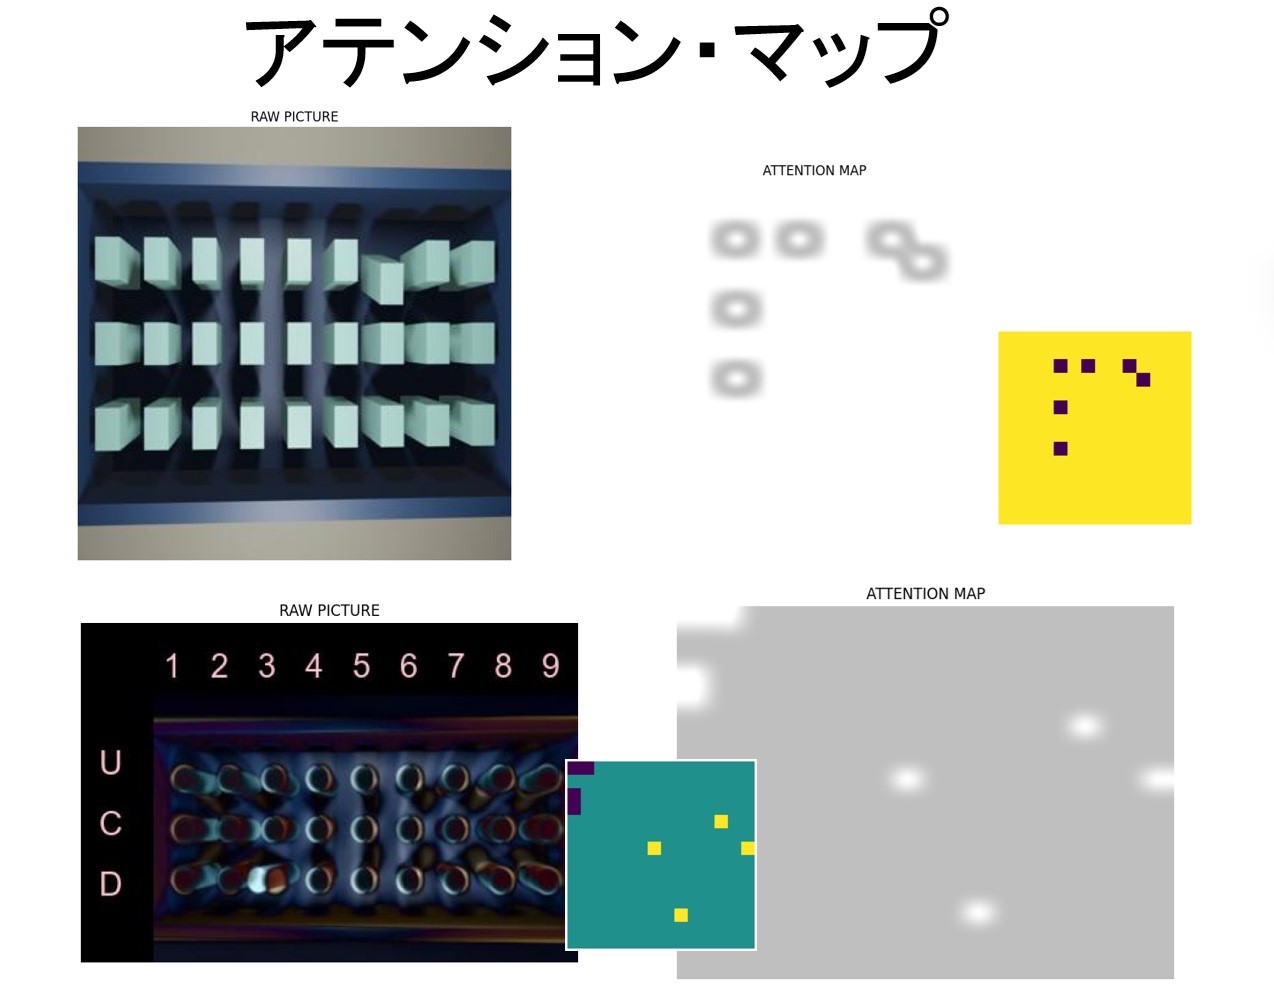 アテンション・マップ
RAW PICTURE
ATTENTION MAP
RAW PICTURE
ATTENTION MAP
1 2 3 4 5 6 7 8 9
U
C
D